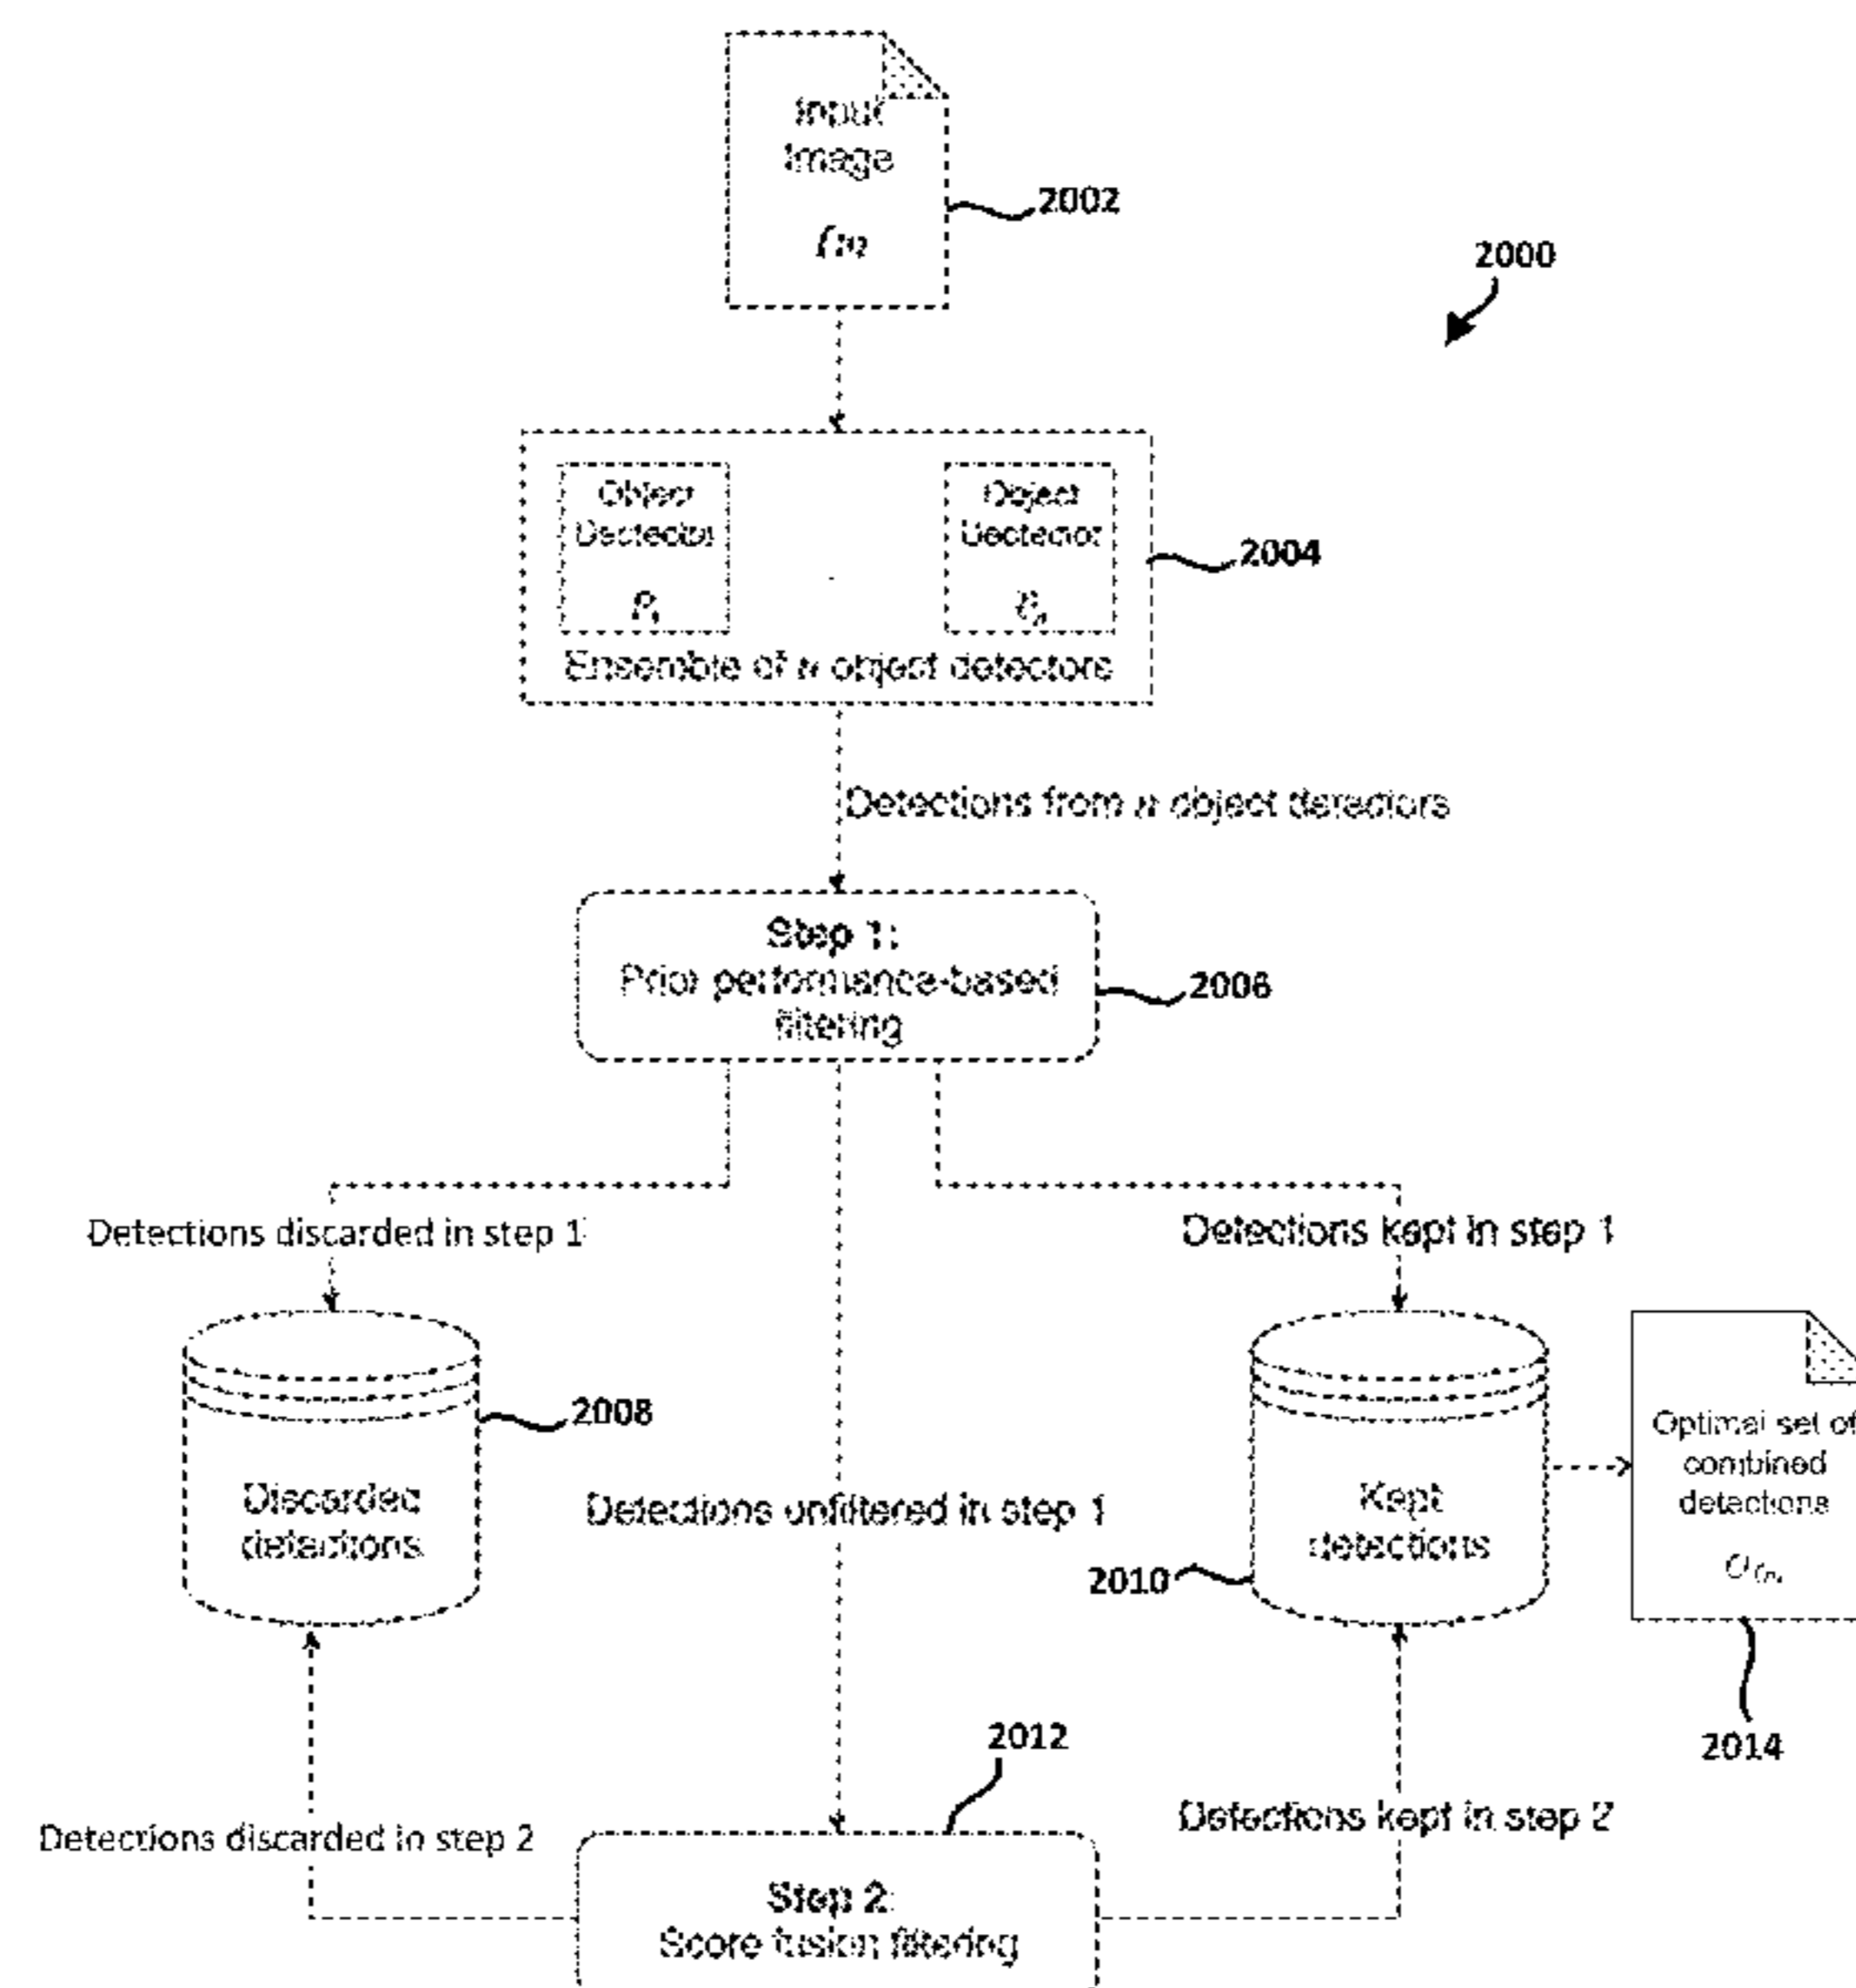 Input
Image
2002
2000
Object
Dectector
Object
Dectector
2004
Ensemble of n object detectors
Detections from n object detectors
Step 1:
Prior performance-based
filtering
2006
Detections discarded in step 1
Detections kept in step 1
2008
Discarded
detections
Detections unfiltered in step 1
Kept
detections
2010
Optimal set of
combined
detections
2014
2012
Detections discarded in step 2
Detections kept in step 2
Step 2:
Score fusion filtering